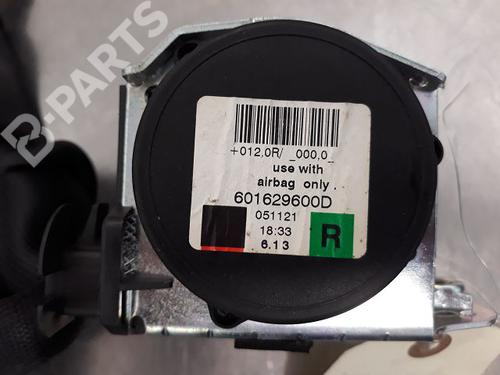 B-PARTS
+012,0R/ _000,0_
use with
airbag only .
601629600D
051121
18:33
6.13
R